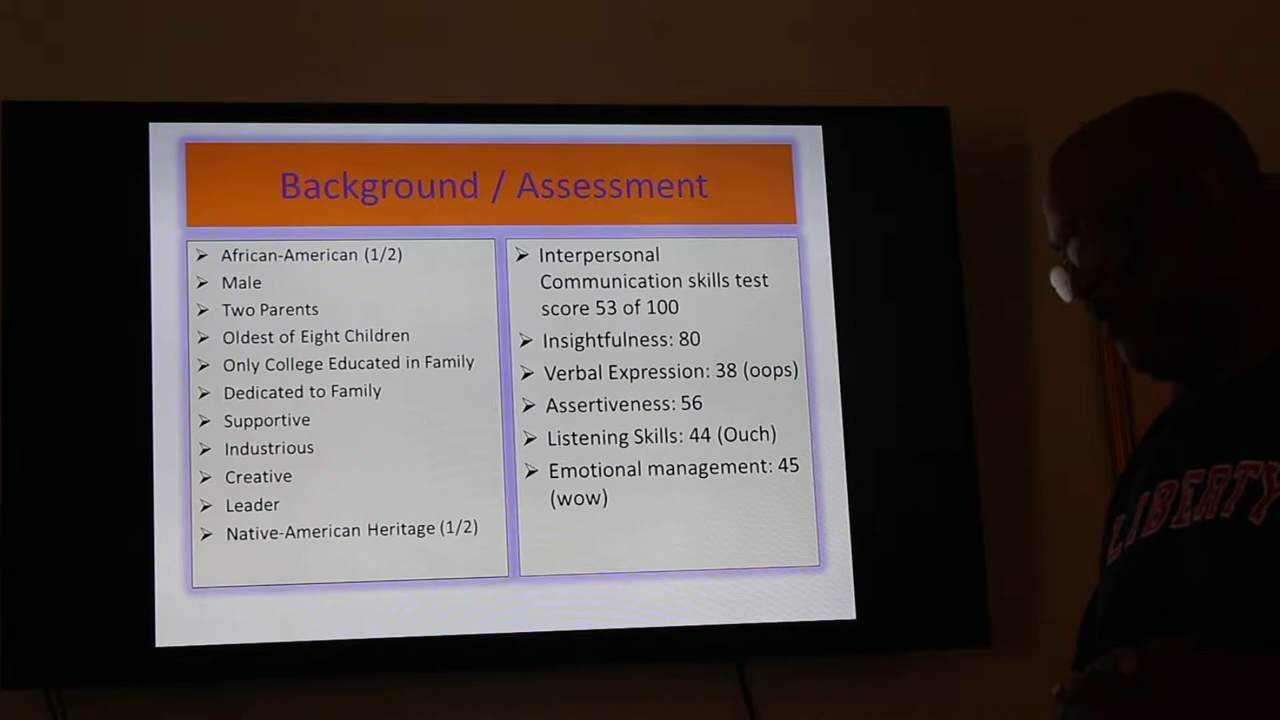 Background / Assessment
African-American (1/2)
Male
Two Parents
Oldest of Eight Children
Only College Educated in Family
Dedicated to Family
Supportive
Industrious
Creative
Leader
Native-American Heritage (1/2)
Interpersonal
Communication skills test
score 53 of 100
Insightfulness: 80
Verbal Expression: 38 (oops)
Assertiveness: 56
Listening Skills: 44 (Ouch)
Emotional management: 45
(wow)
LIBERTY